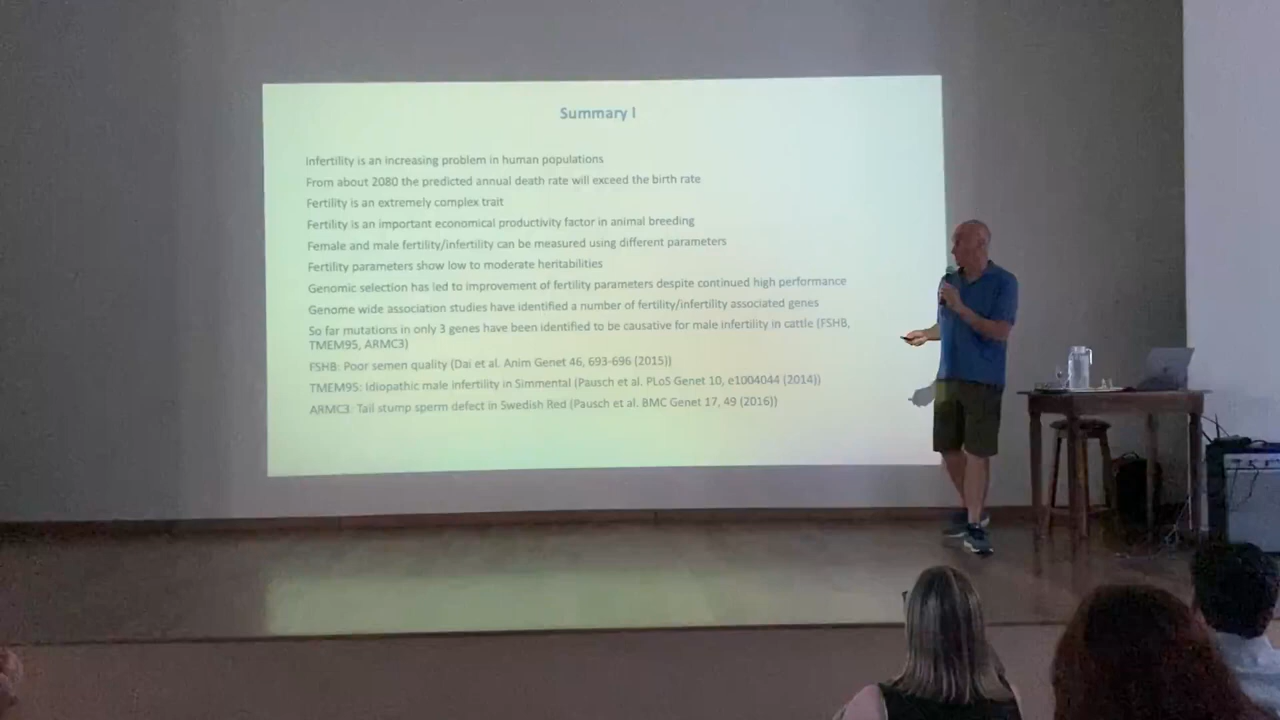 Summary I
Infertility is an increasing problem in human populations
From about 2080 the predicted annual death rate will exceed the birth rate
Fertility is an extremely complex trait
Fertility is an important economical productivity factor in animal breeding
Female and male fertility/infertility can be measured using different parameters
Fertility parameters show low to moderate heritabilities
Genomic selection has led to improvement of fertility parameters despite continued high performance
Genome wide association studies have identified a number of fertility/infertility associated genes
So far mutations in only 3 genes have been identified to be causative for male infertility in cattle (FSHB,
TMEM95, ARMC3)
FSHB: Poor semen quality (Dai et al. Anim Genet 46, 693-696 (2015))
TMEM95: Idiopathic male infertility in Simmental (Pausch et al. PLoS Genet 10, e1004044 (2014))
ARMC3: Tail stump sperm defect in Swedish Red (Pausch et al. BMC Genet 17, 49 (2016))